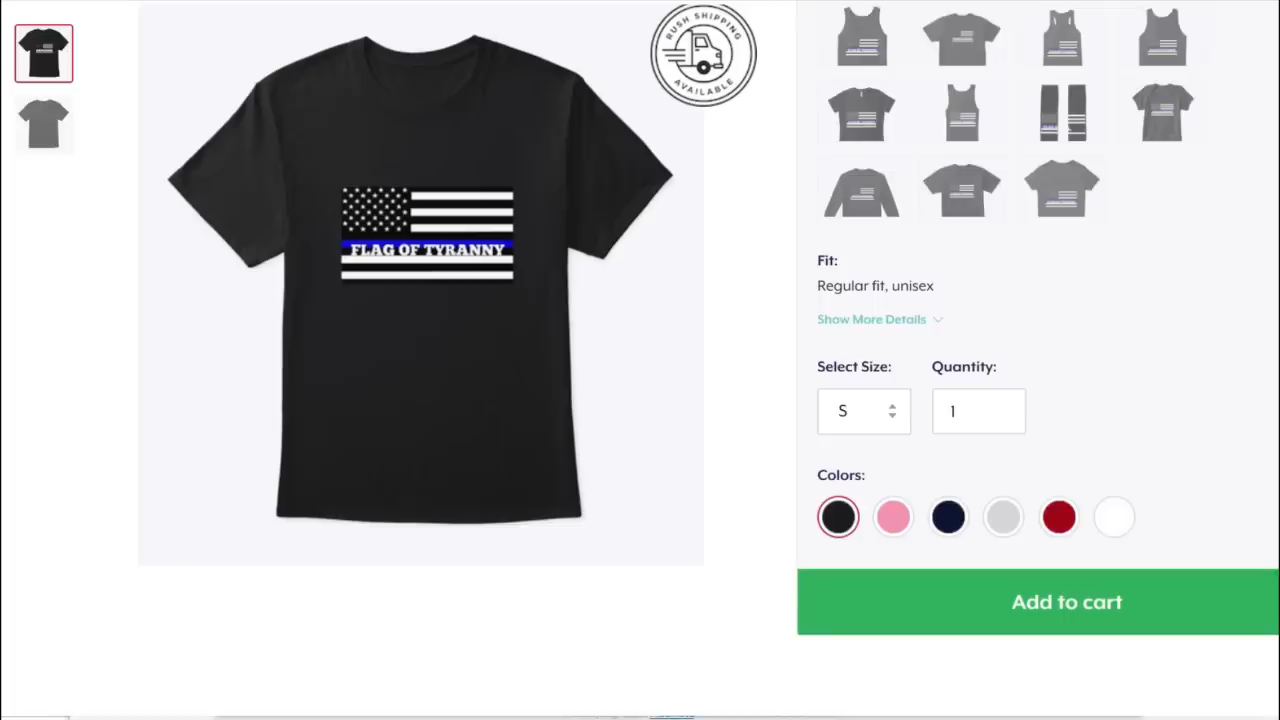 RUSH SHIPPING
AVAILABLE
FLAG OF TYRANNY
Fit:
Regular fit, unisex
Show More Details
Select Size:
Quantity:
S
1
Colors:
Add to cart